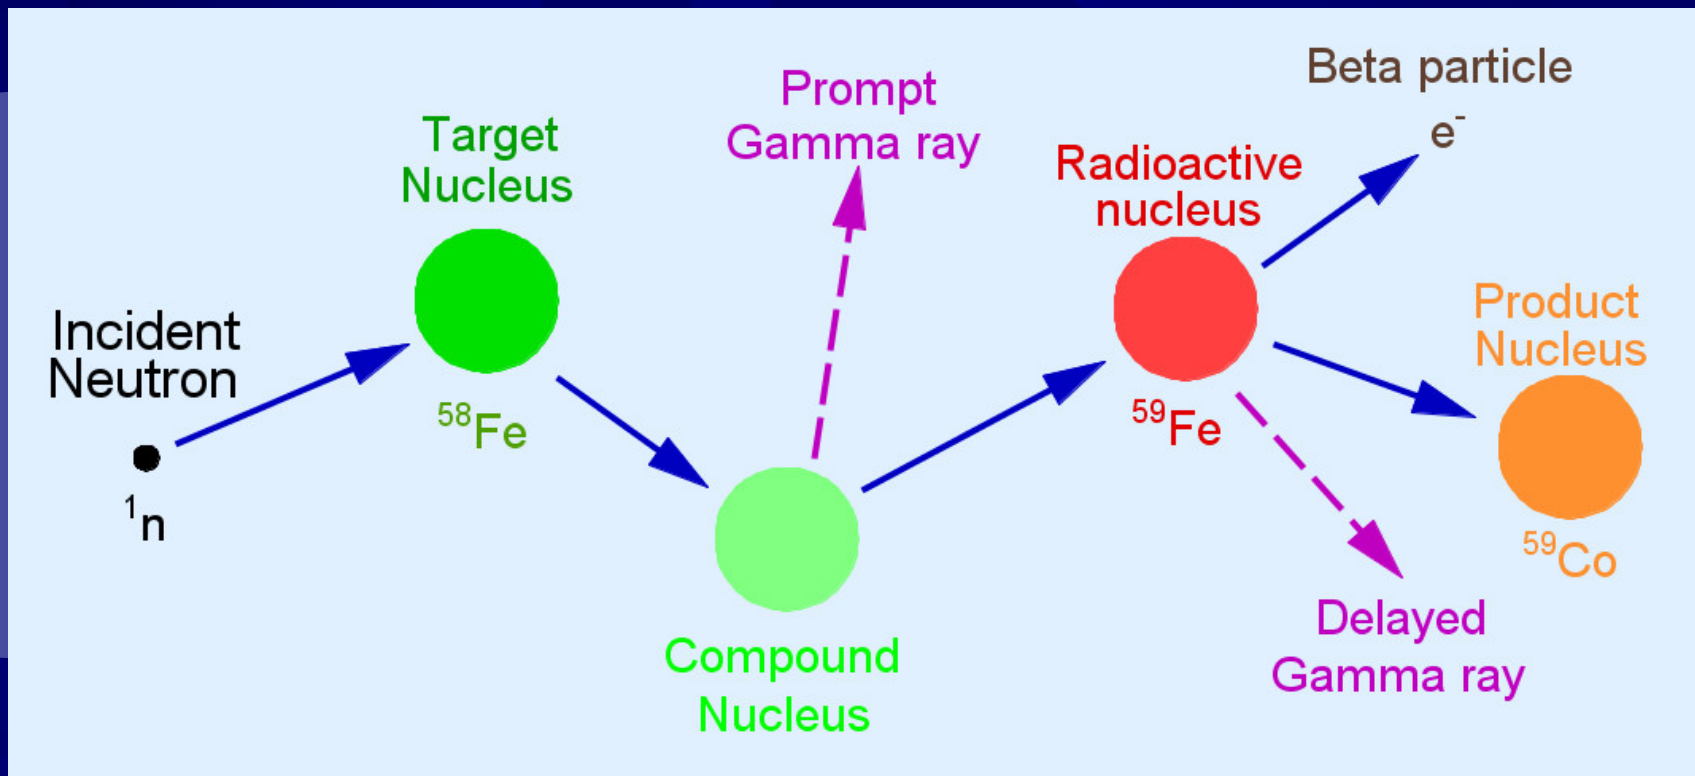 Incident
Neutron
¹n
Target
Nucleus
⁵⁸Fe
Compound
Nucleus
Prompt
Gamma ray
Radioactive
nucleus
⁵⁹Fe
Beta particle
e⁻
Product
Nucleus
⁵⁹Co
Delayed
Gamma ray